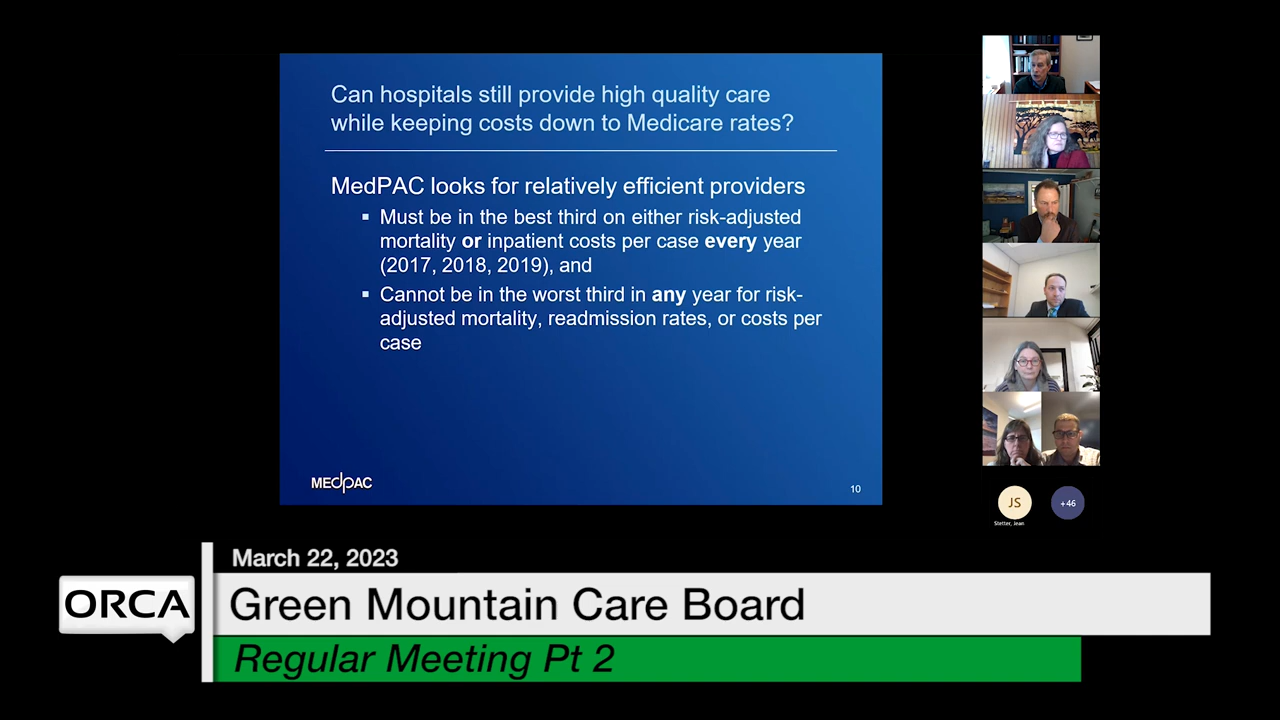 Can hospitals still provide high quality care
while keeping costs down to Medicare rates?
MedPAC looks for relatively efficient providers
▪ Must be in the best third on either risk-adjusted
mortality or inpatient costs per case every year
(2017, 2018, 2019), and
▪ Cannot be in the worst third in any year for risk-
adjusted mortality, readmission rates, or costs per
case
MEDPAC
10
JS
+46
Stetter, Jean
March 22, 2023
ORCA
Green Mountain Care Board
Regular Meeting Pt 2